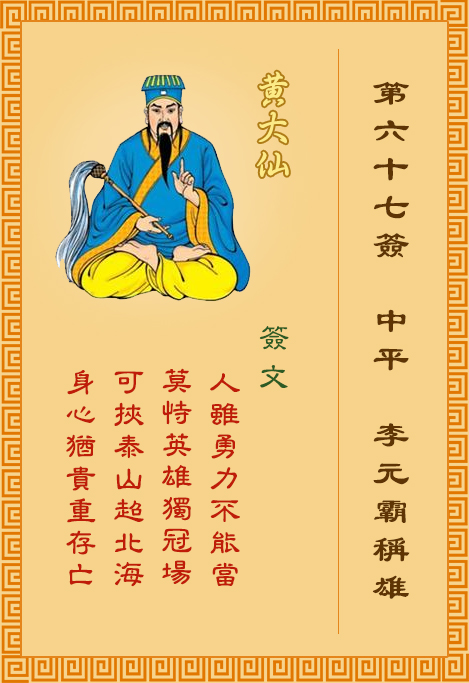 第六十七簽 中平 李元霸稱雄
黃大仙
簽文
人雖勇力不能當
莫恃英雄獨冠場
可挾泰山超北海
身心猶貴重存亡